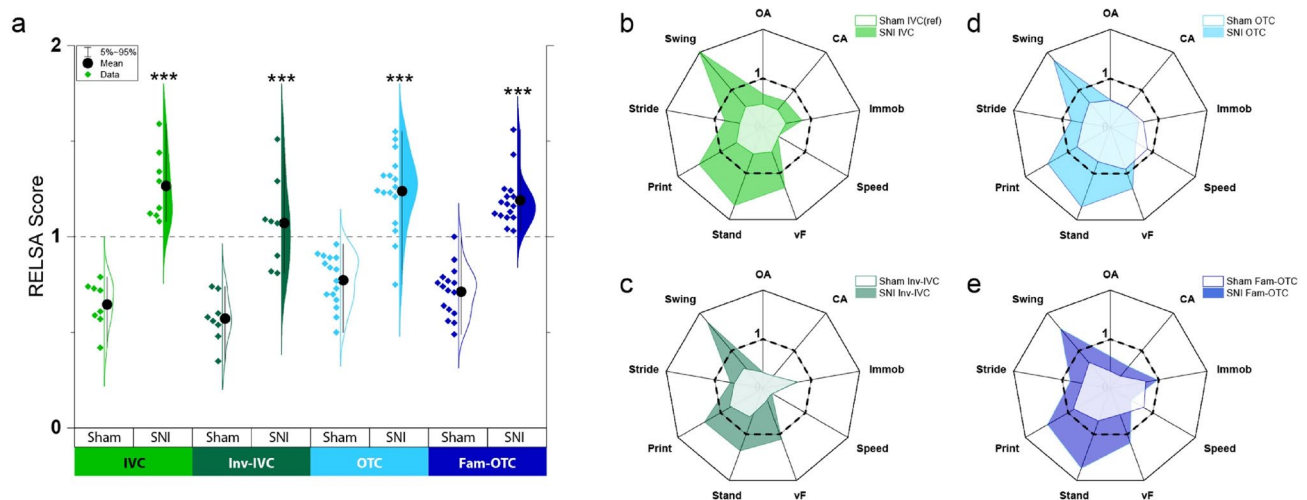 a
2
5%-95%
Mean
Data
***
***
***
***
RELSA Score
1
0
Sham SNI Sham SNI Sham SNI Sham SNI
IVC Inv-IVC OTC Fam-OTC
b
Sham IVC(ref)
SNI IVC
OA
CA
Immob
Speed
vF
Stand
Print
Stride
Swing
1
d
Sham OTC
SNI OTC
OA
CA
Immob
Speed
vF
Stand
Print
Stride
Swing
1
c
Sham Inv-IVC
SNI Inv-IVC
OA
CA
Immob
Speed
vF
Stand
Print
Stride
Swing
1
e
Sham Fam-OTC
SNI Fam-OTC
OA
CA
Immob
Speed
vF
Stand
Print
Stride
Swing
1